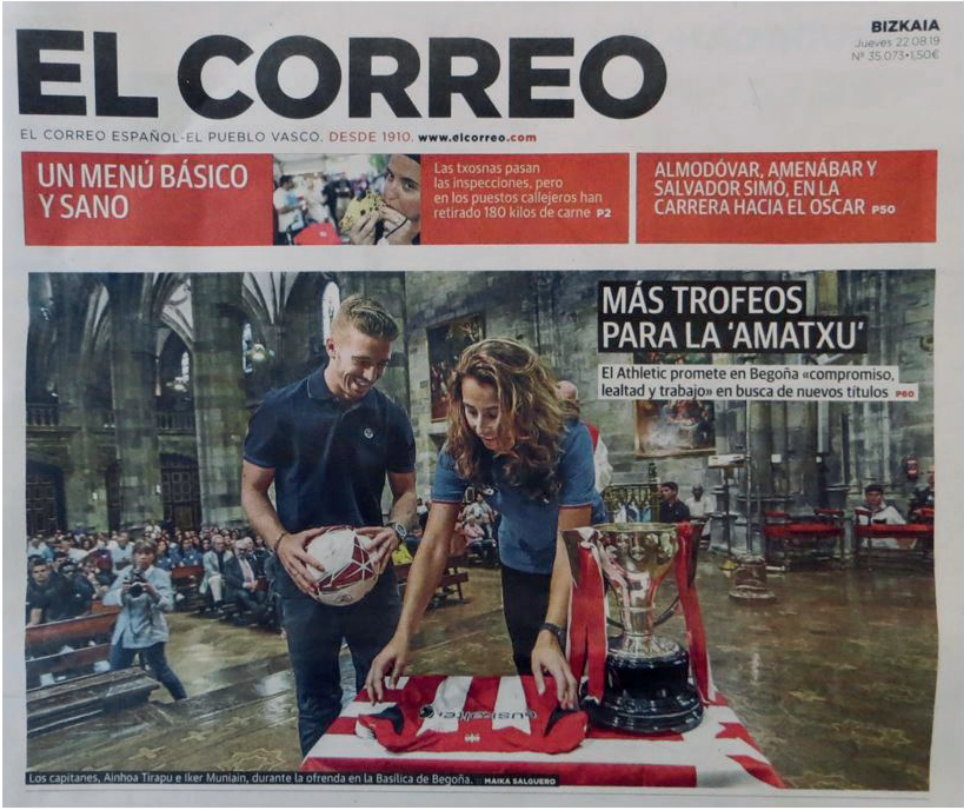 EL CORREO
BIZKAIA
Jueves 22.08.19
Nº 35.073•1,50€
EL CORREO ESPAÑOL-EL PUEBLO VASCO. DESDE 1910. www.elcorreo.com
UN MENÚ BÁSICO
Y SANO
Las txosnas pasan
las inspecciones, pero
en los puestos callejeros han
retirado 180 kilos de carne P2
ALMODÓVAR, AMENÁBAR Y
SALVADOR SIMÓ, EN LA
CARRERA HACIA EL OSCAR P50
MÁS TROFEOS
PARA LA 'AMATXU'
El Athletic promete en Begoña «compromiso,
lealtad y trabajo» en busca de nuevos títulos P60
Los capitanes, Ainhoa Tirapu e Iker Muniain, durante la ofrenda en la Basílica de Begoña. :: MAIKA SALGUERO